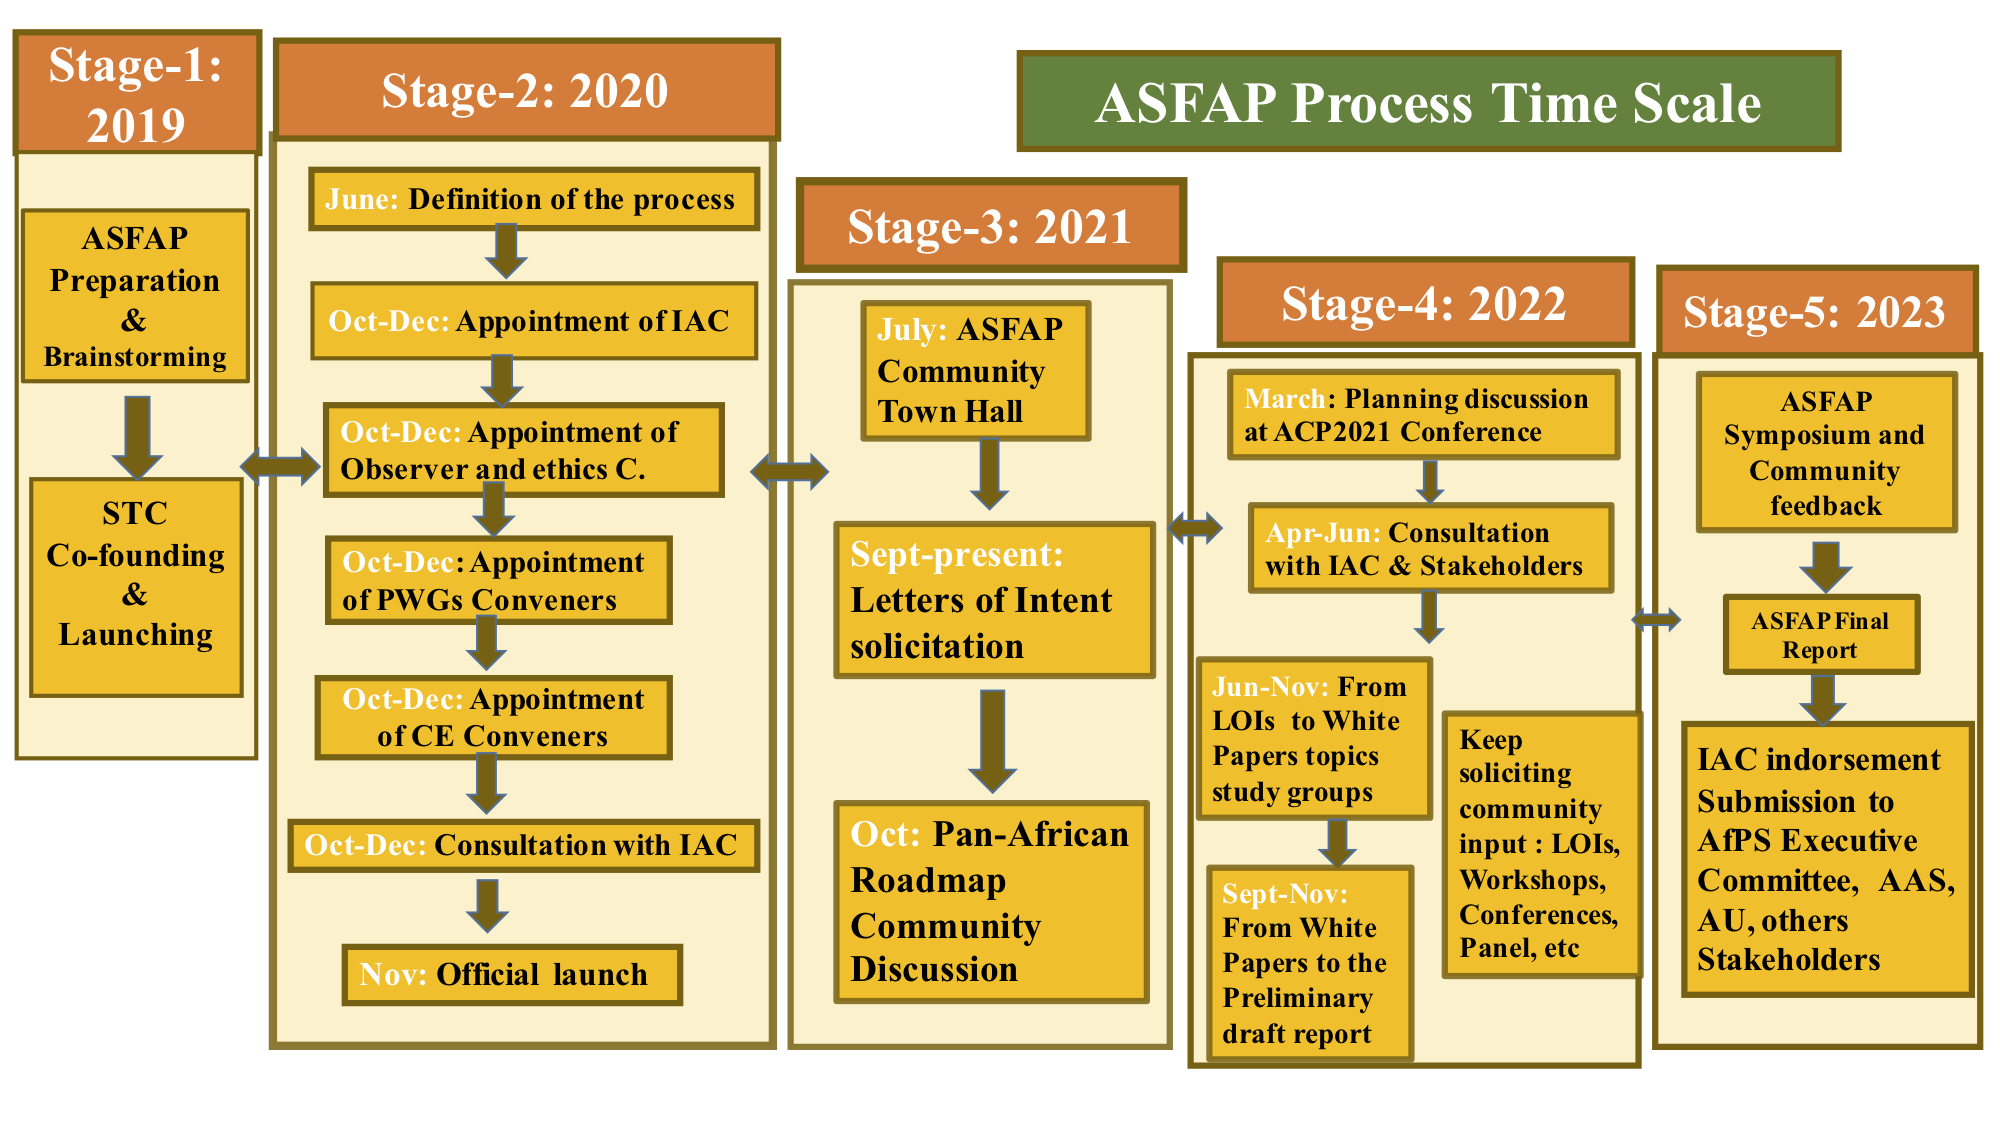 Stage-1:
2019
ASFAP
Preparation
&
Brainstorming
STC
Co-founding
&
Launching
Stage-2: 2020
June: Definition of the process
Oct-Dec: Appointment of IAC
Oct-Dec: Appointment of
Observer and ethics C.
Oct-Dec: Appointment
of PWGs Conveners
Oct-Dec: Appointment
of CE Conveners
Oct-Dec: Consultation with IAC
Nov: Official launch
ASFAP Process Time Scale
Stage-3: 2021
July: ASFAP
Community
Town Hall
Sept-present:
Letters of Intent
solicitation
Oct: Pan-African
Roadmap
Community
Discussion
Stage-4: 2022
March: Planning discussion
at ACP2021 Conference
Apr-Jun: Consultation
with IAC & Stakeholders
Jun-Nov: From
LOIs to White
Papers topics
study groups
Sept-Nov:
From White
Papers to the
Preliminary
draft report
Keep
soliciting
community
input : LOIs,
Workshops,
Conferences,
Panel, etc
Stage-5: 2023
ASFAP
Symposium and
Community
feedback
ASFAP Final
Report
IAC indorsement
Submission to
AfPS Executive
Committee, AAS,
AU, others
Stakeholders